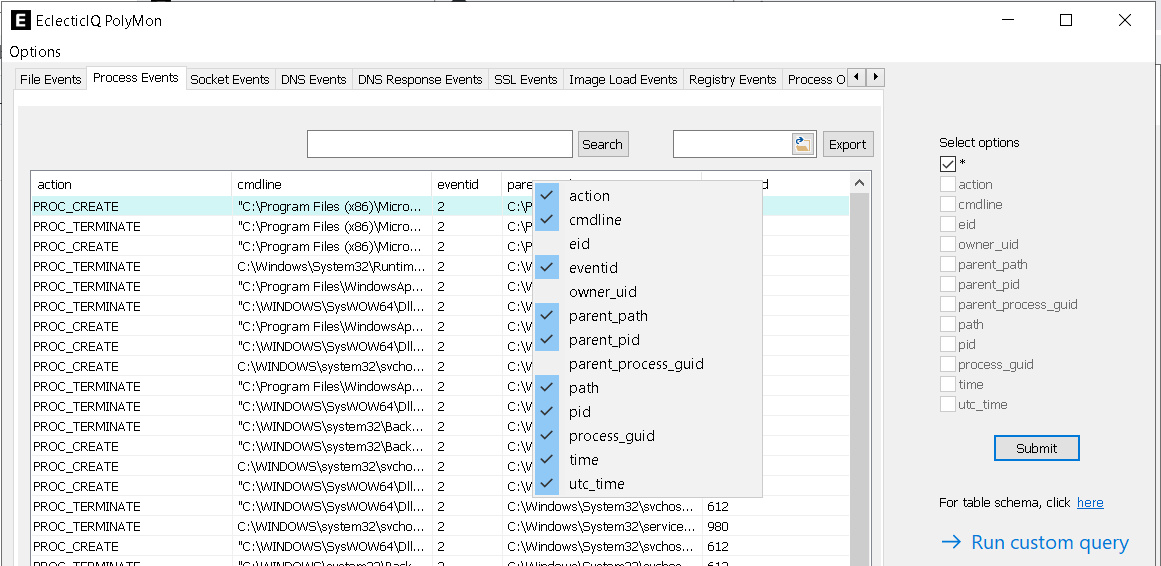 E EclecticIQ PolyMon
Options
File Events Process Events Socket Events DNS Events DNS Response Events SSL Events Image Load Events Registry Events Process O
Search Export
action cmdline eventid pare d
PROC_CREATE "C:\Program Files (x86)\Micro... 2 C:\P
PROC_TERMINATE "C:\Program Files (x86)\Micro... 2 C:\P
PROC_CREATE "C:\Program Files (x86)\Micro... 2 C:\P
PROC_TERMINATE C:\Windows\System32\Runtim... 2 C:\W
PROC_TERMINATE "C:\Program Files\WindowsAp... 2 C:\W
PROC_TERMINATE "C:\WINDOWS\SysWOW64\Dll... 2 C:\W
PROC_CREATE "C:\Program Files\WindowsAp... 2 C:\W
PROC_CREATE "C:\WINDOWS\SysWOW64\Dll... 2 C:\W
PROC_CREATE C:\WINDOWS\system32\svcho... 2 C:\W
PROC_TERMINATE "C:\Program Files\WindowsAp... 2 C:\W
PROC_TERMINATE "C:\WINDOWS\SysWOW64\Dll... 2 C:\W
PROC_TERMINATE "C:\WINDOWS\system32\Back... 2 C:\W
PROC_CREATE "C:\WINDOWS\system32\Back... 2 C:\W
PROC_CREATE C:\WINDOWS\system32\svcho... 2 C:\W
PROC_CREATE "C:\WINDOWS\SysWOW64\Dll... 2 C:\W
PROC_TERMINATE "C:\WINDOWS\SysWOW64\Dll... 2 C:\Windows\System32\svchos... 612
PROC_TERMINATE C:\WINDOWS\system32\svcho... 2 C:\Windows\System32\service... 980
PROC_CREATE "C:\WINDOWS\SysWOW64\Dll... 2 C:\Windows\System32\svchos... 612
action
cmdline
eid
eventid
owner_uid
parent_path
parent_pid
parent_process_guid
path
pid
process_guid
time
utc_time
Select options
*
action
cmdline
eid
owner_uid
parent_path
parent_pid
parent_process_guid
path
pid
process_guid
time
utc_time
Submit
For table schema, click here
→ Run custom query